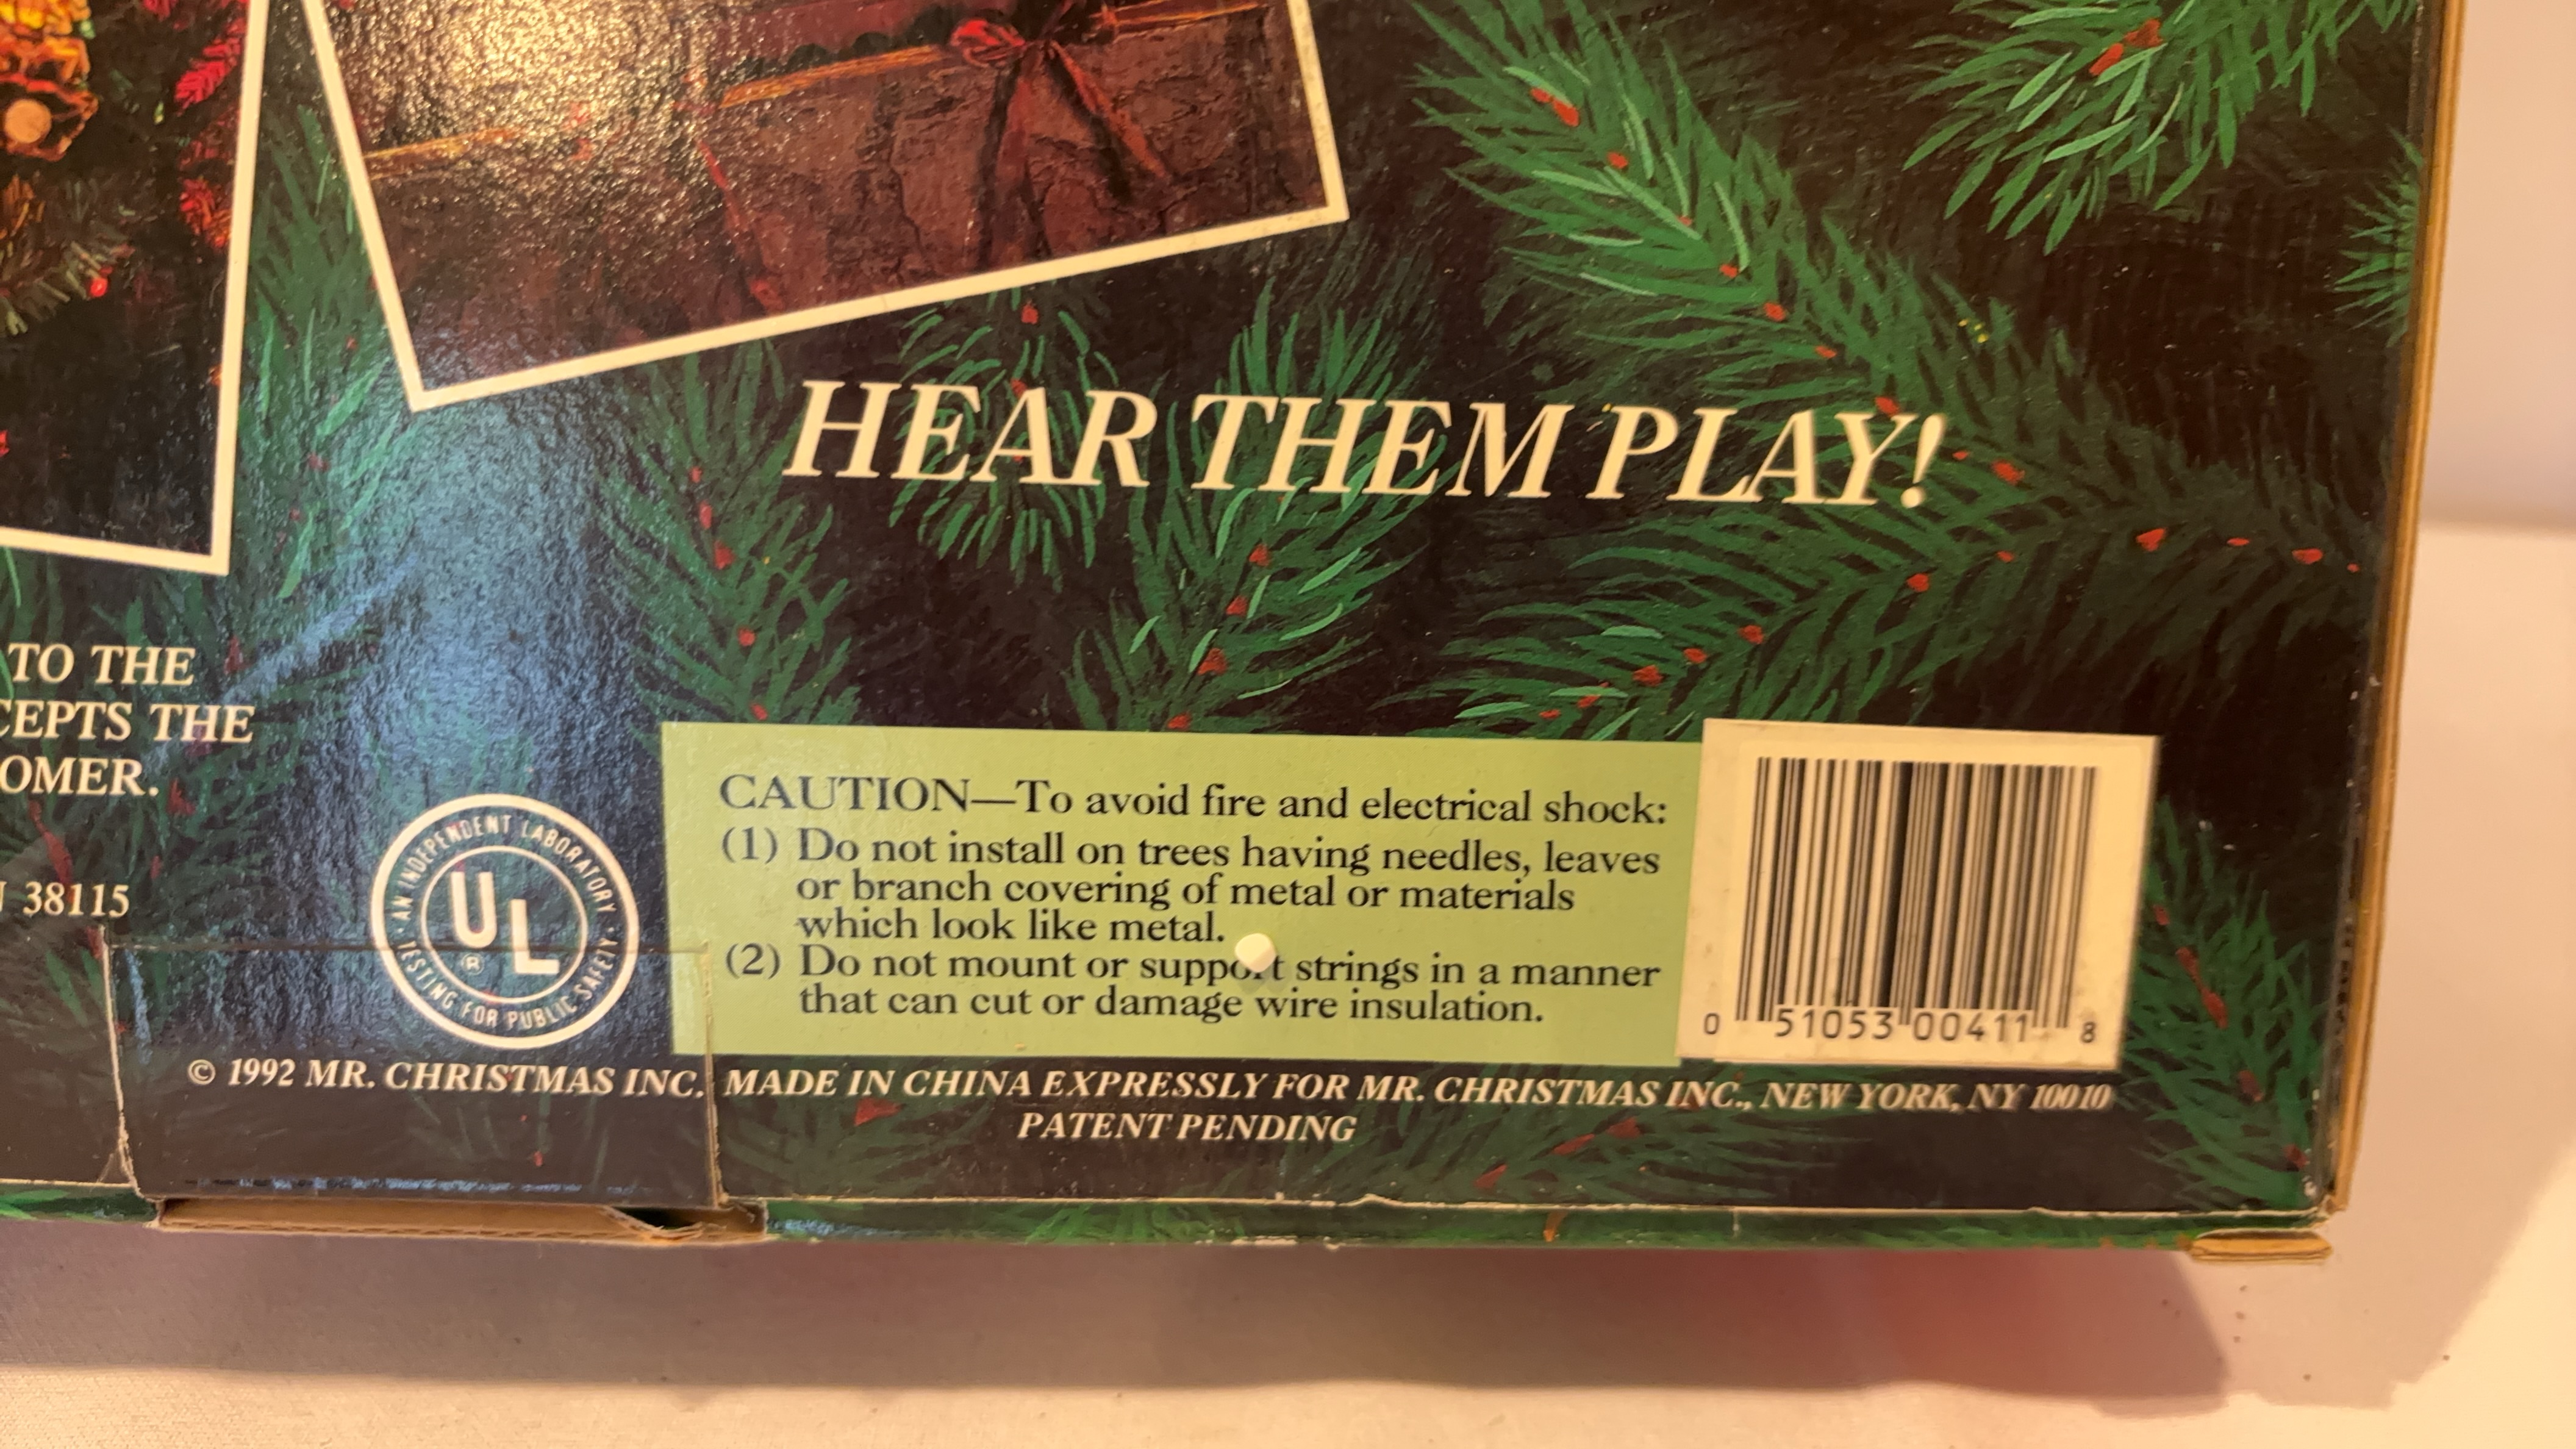 HEAR THEM PLAY!
TO THE
CEPTS THE
OMER.
38115
AN INDEPENDENT LABORATORY
UL
®
TESTING FOR PUBLIC SAFETY
CAUTION—To avoid fire and electrical shock:
(1) Do not install on trees having needles, leaves
or branch covering of metal or materials
which look like metal.
(2) Do not mount or support strings in a manner
that can cut or damage wire insulation.
0 51053 00411 8
© 1992 MR. CHRISTMAS INC. MADE IN CHINA EXPRESSLY FOR MR. CHRISTMAS INC., NEW YORK, NY 10010
PATENT PENDING